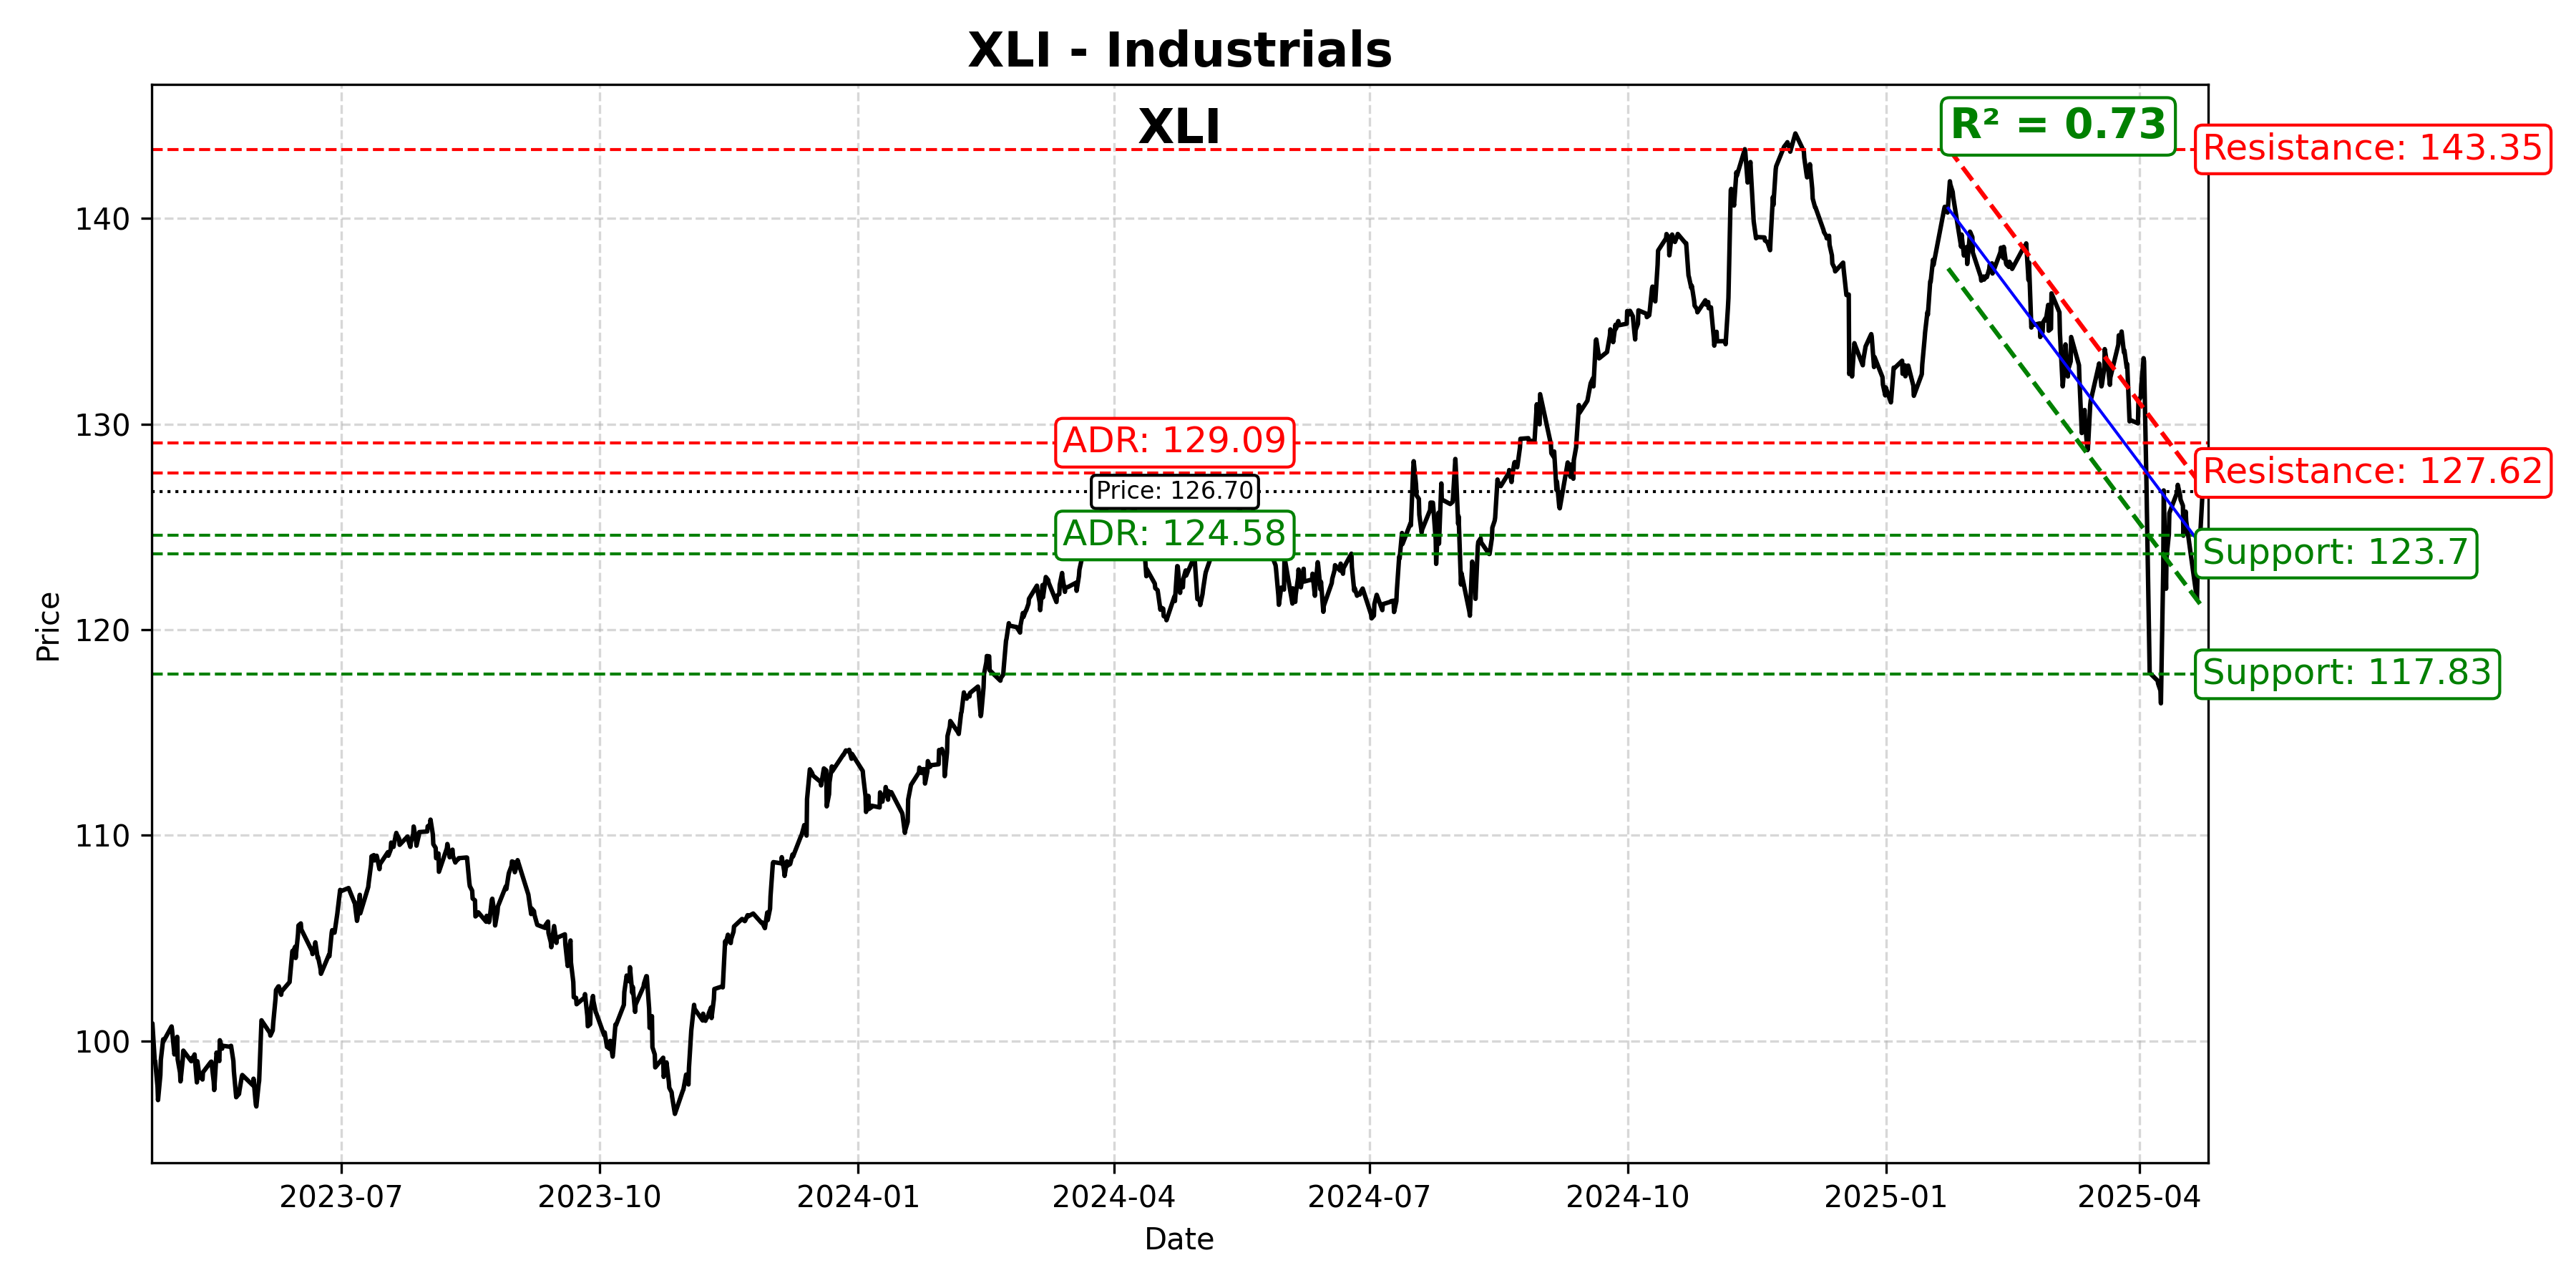 XLI - Industrials
XLI
R² = 0.73
Resistance: 143.35
140
130
ADR: 129.09
Resistance: 127.62
Price: 126.70
ADR: 124.58
Support: 123.7
120
Support: 117.83
110
100
Price
2023-07
2023-10
2024-01
2024-04
2024-07
2024-10
2025-01
2025-04
Date